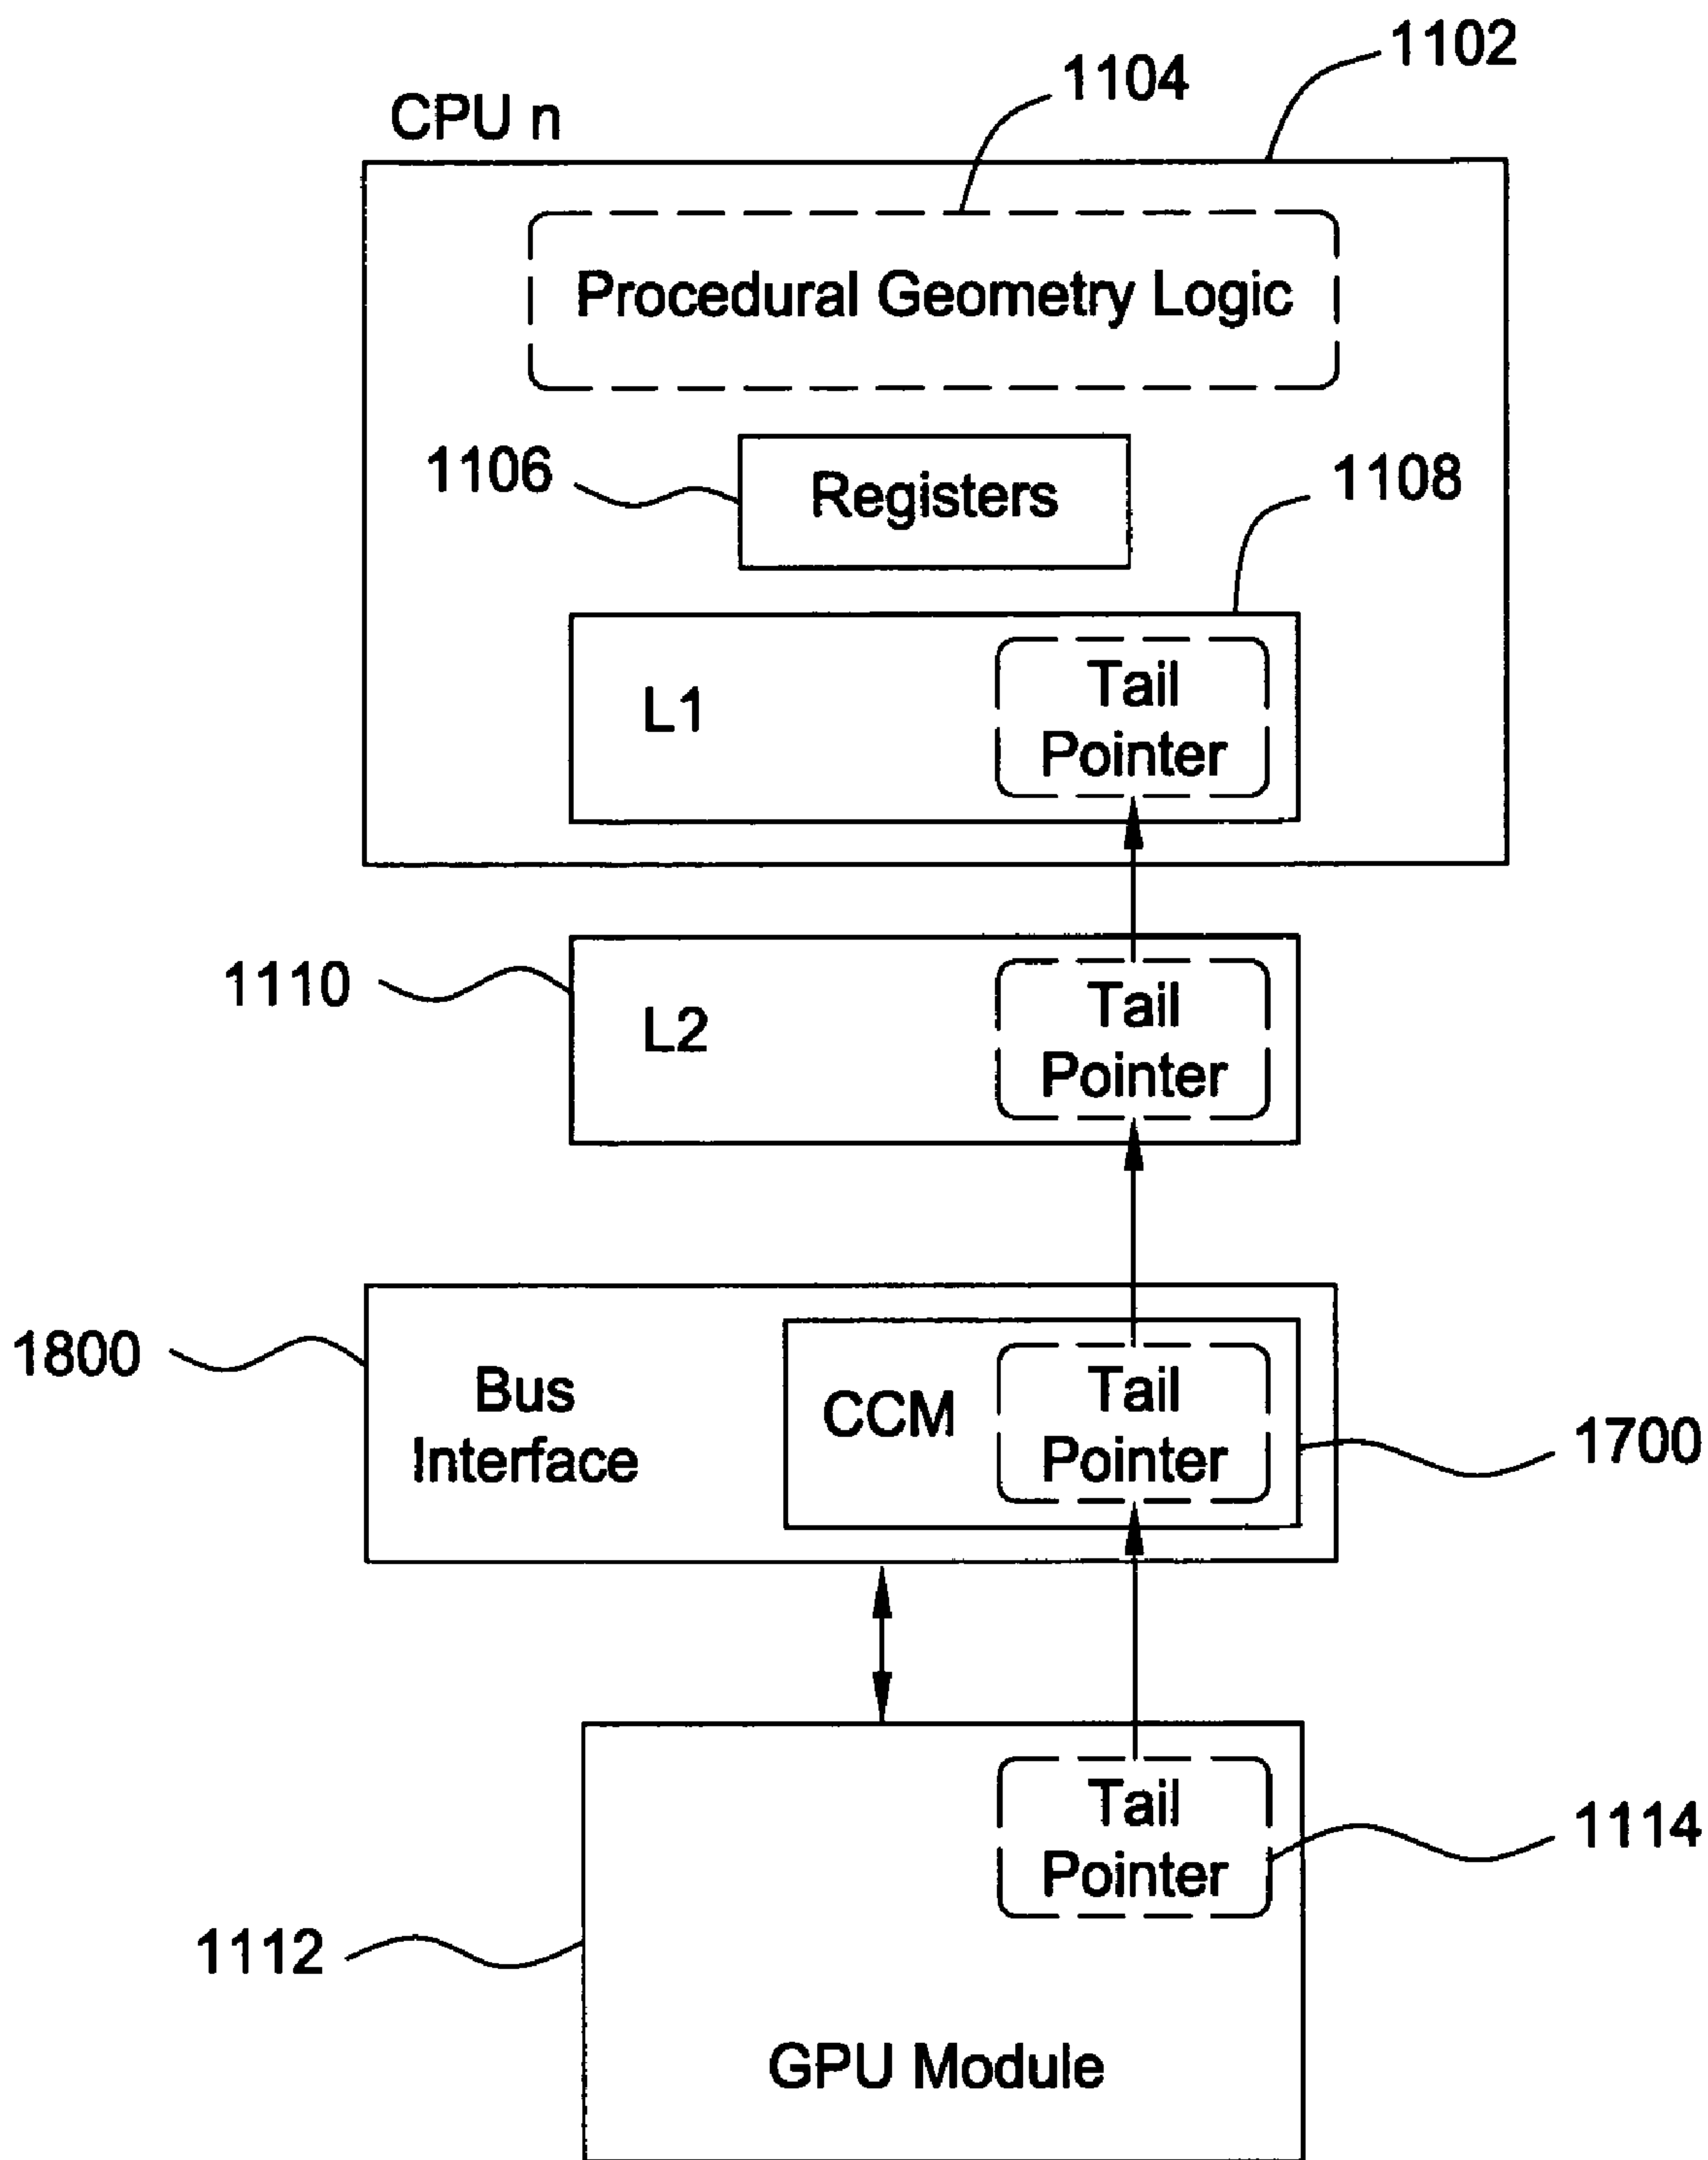 1102
1104
CPU n
Procedural Geometry Logic
1106
Registers
1108
L1
Tail
Pointer
1110
L2
Tail
Pointer
1800
Bus
Interface
CCM
Tail
Pointer
1700
Tail
Pointer
1114
1112
GPU Module